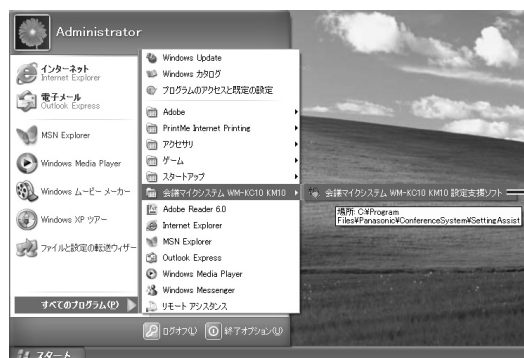 Administrator
インターネット
Internet Explorer
電子メール
Outlook Express
MSN Explorer
Windows Media Player
Windows ムービー メーカー
Windows XP ツアー
ファイルと設定の転送ウィザー
すべてのプログラム(P)
Windows Update
Windows カタログ
プログラムのアクセスと既定の設定
Adobe
PrintMe Internet Printing
アクセサリ
ゲーム
スタートアップ
会議マイクシステム WM-KC10 KM10
Adobe Reader 6.0
Internet Explorer
MSN Explorer
Outlook Express
Windows Media Player
Windows Messenger
リモート アシスタンス
会議マイクシステム WM-KC10 KM10 設定支援ソフト
場所: C:¥Program
Files¥Panasonic¥ConferenceSystem¥SettingAssist
ログオフ(L)
終了オプション(U)
スタート